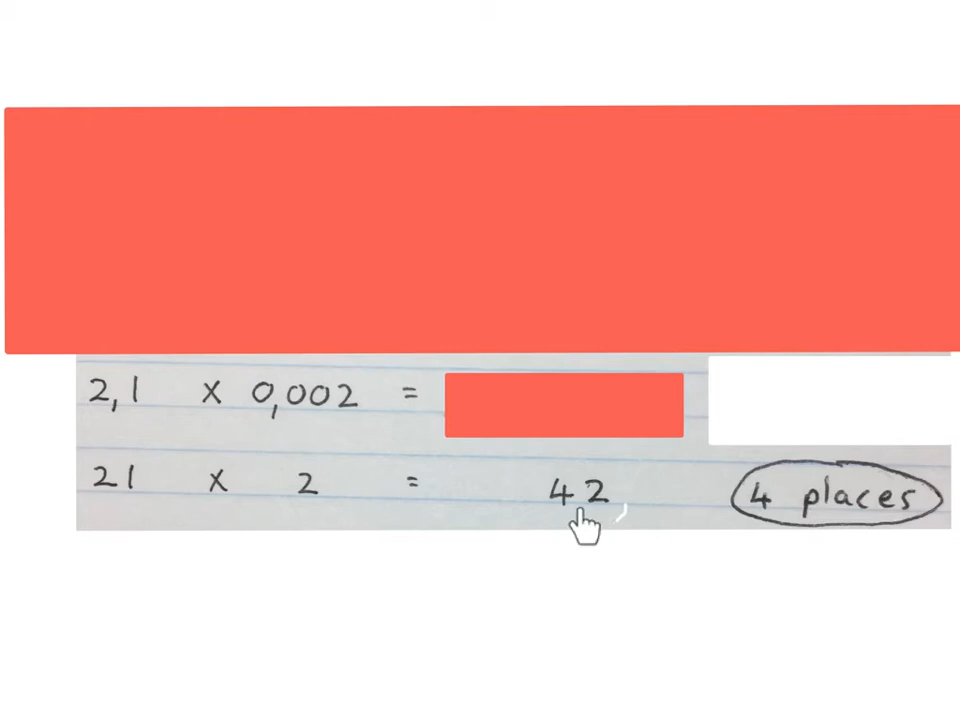 2,1 x 0,002 =
21 x 2 = 42 4 places